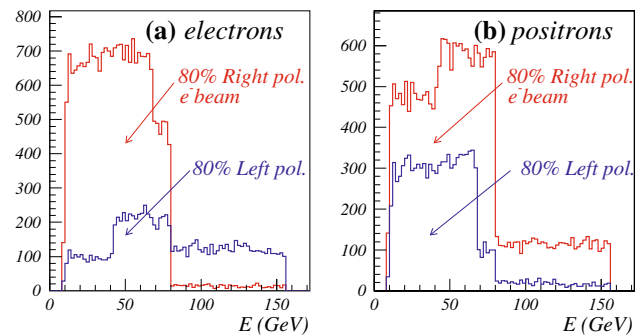 (a) electrons
800
700
600
500
400
300
200
100
0
80% Right pol.
e⁻beam
80% Left pol.
0 50 100 150
E (GeV)
(b) positrons
600
500
400
300
200
100
0
80% Right pol.
e⁻beam
80% Left pol.
0 50 100 150
E (GeV)